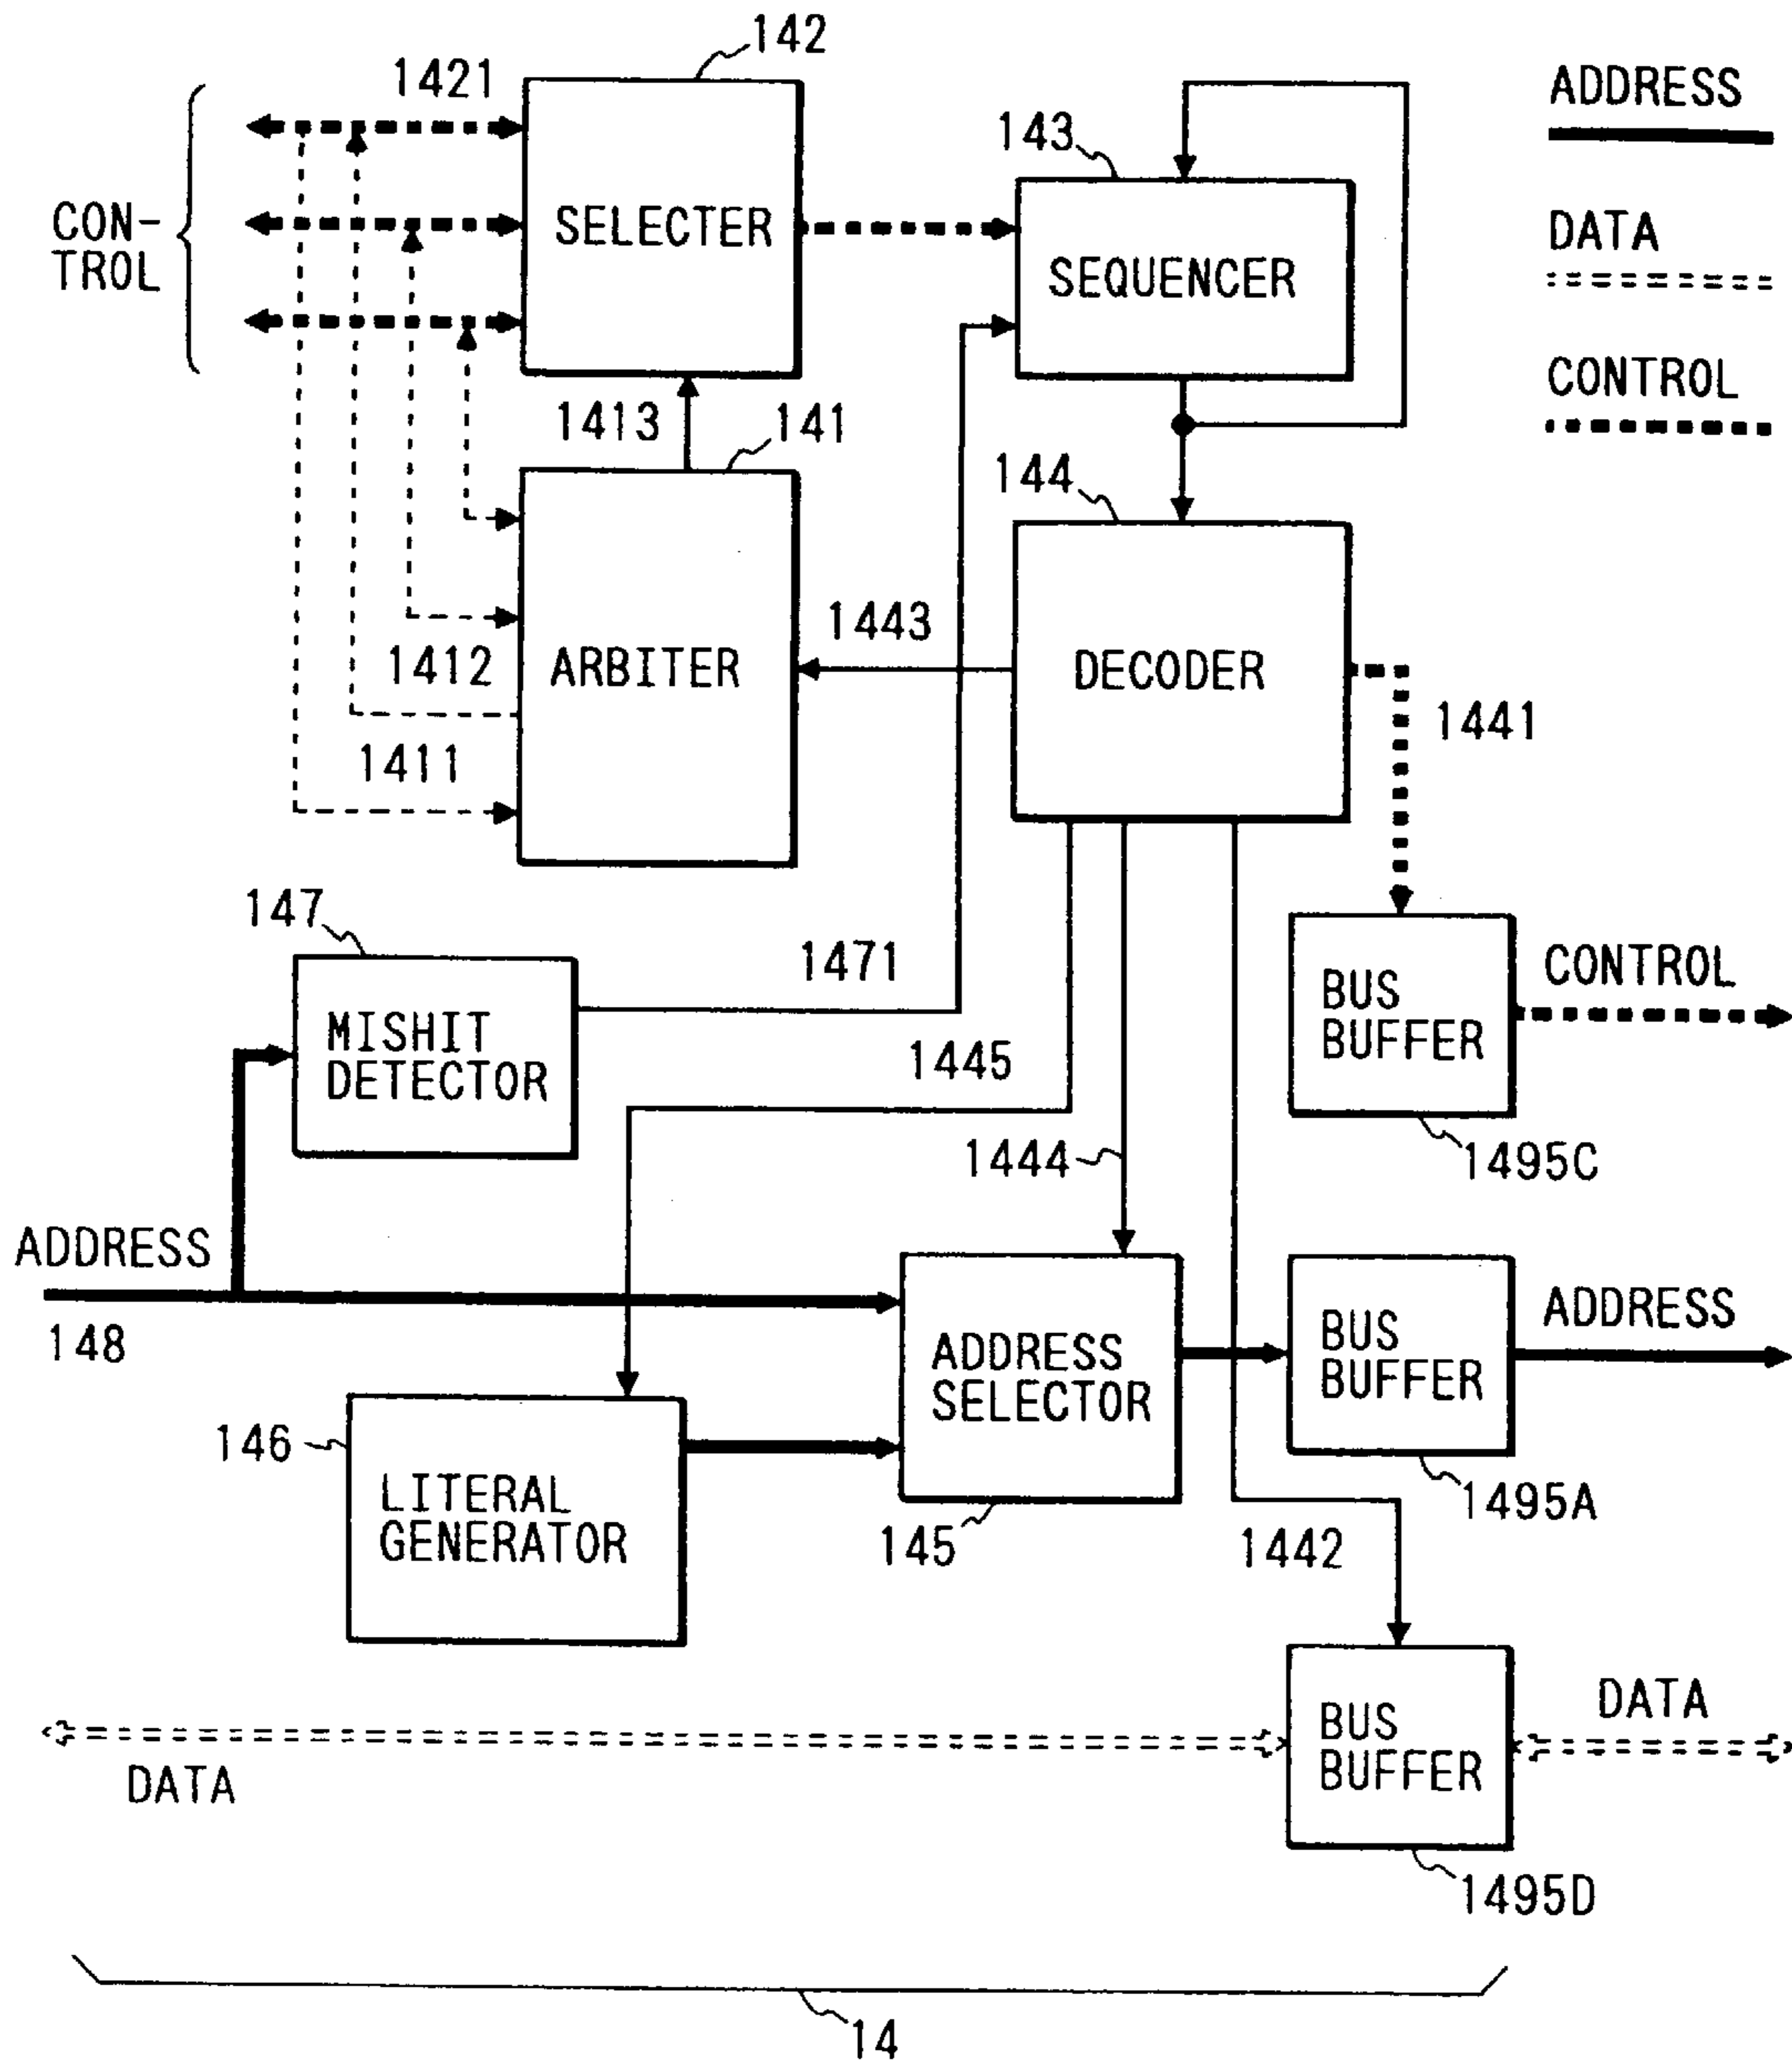 142
1421
ADDRESS
143
DATA
CON-
TROL
SELECTER
SEQUENCER
CONTROL
1413
141
144
1443
1412
ARBITER
DECODER
1441
1411
147
1471
CONTROL
BUS
BUFFER
MISHIT
DETECTOR
1445
1444
1495C
ADDRESS
ADDRESS
148
BUS
BUFFER
ADDRESS
SELECTOR
146
LITERAL
GENERATOR
1495A
145
1442
DATA
BUS
BUFFER
DATA
1495D
14